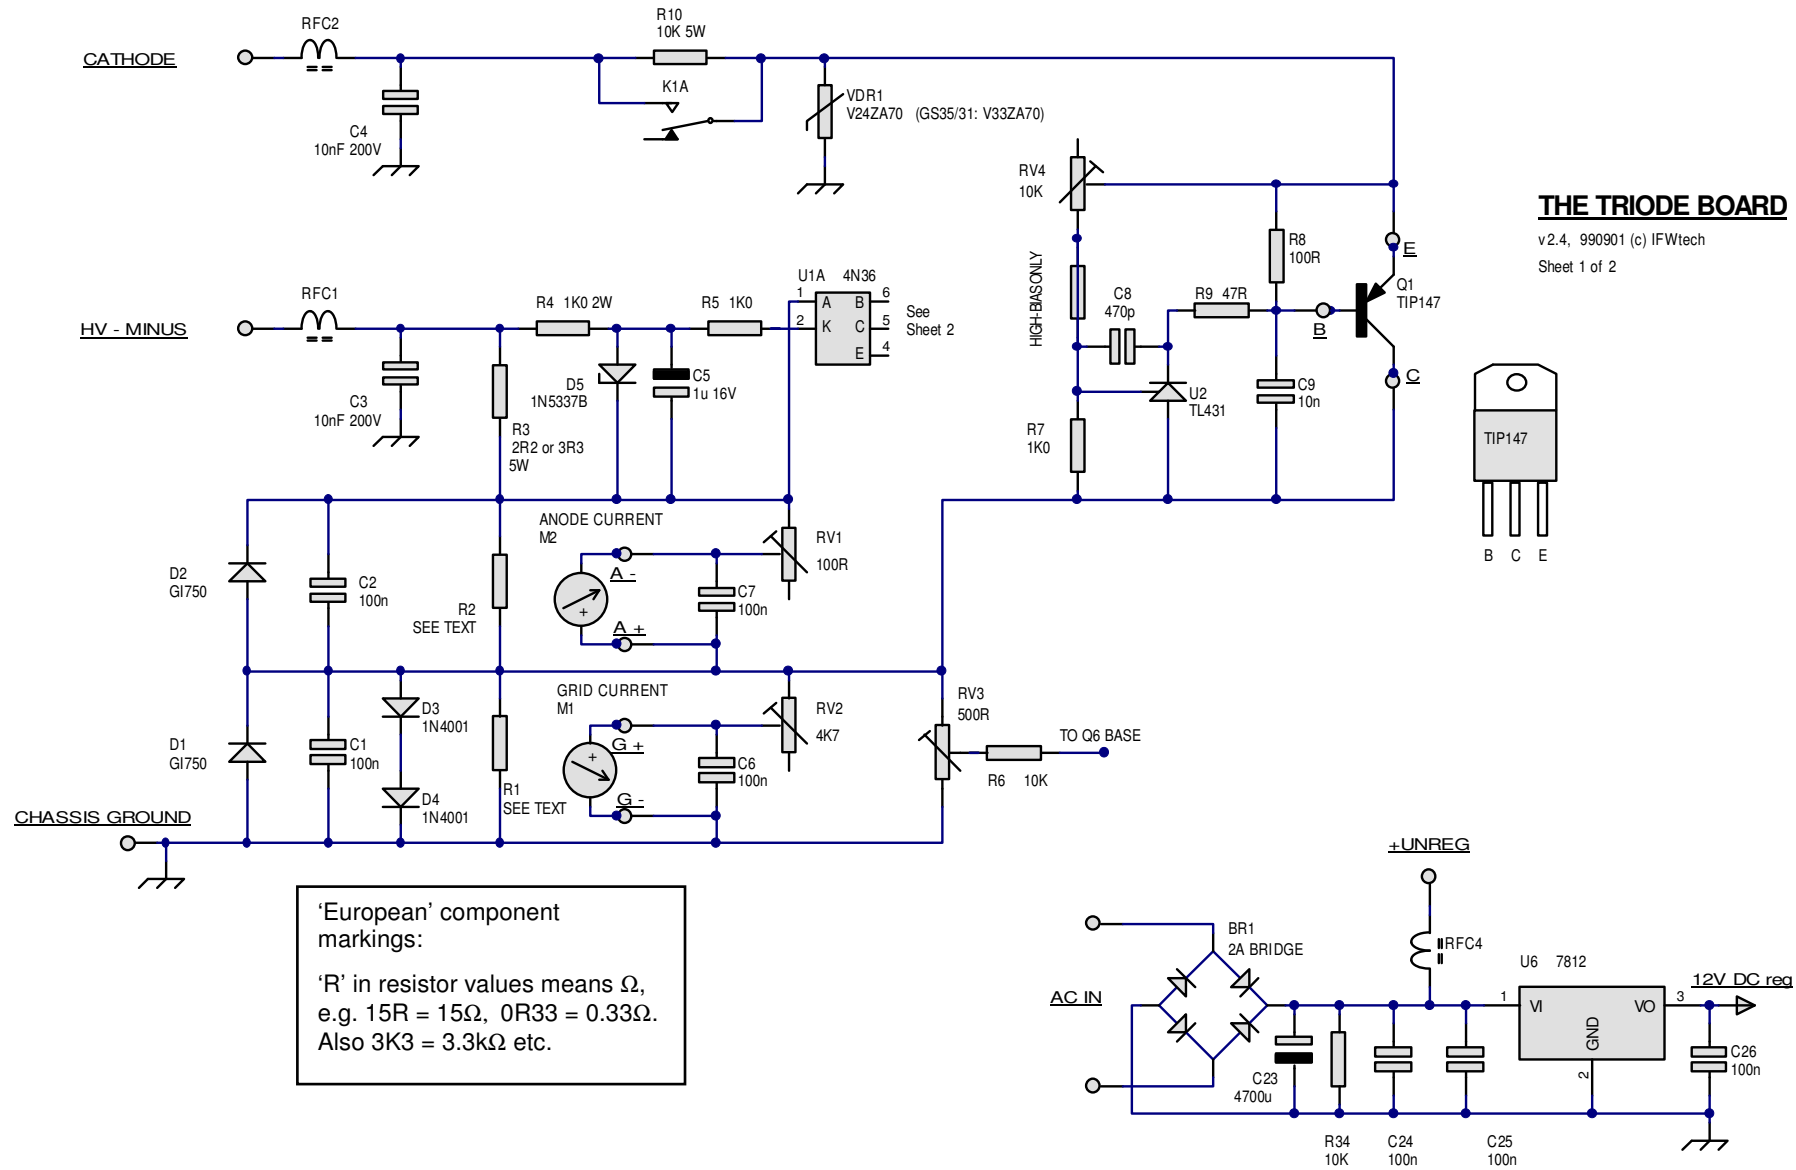 RFC2
R10
10K 5W
CATHODE
K1A
VDR1
V24ZA70 (GS35/31: V33ZA70)
C4
10nF 200V
RV4
10K
THE TRIODE BOARD
v2.4, 990901 (c) IFWtech
Sheet 1 of 2
R8
100R
E
Q1
TIP147
HIGH-BIAS ONLY
C8
470p
R9 47R
B
C
U1A 4N36
1
2
A
K
B
C
E
6
5
4
See
Sheet 2
RFC1
R4 1K0 2W
R5 1K0
HV - MINUS
D5
1N5337B
C5
1u 16V
C3
10nF 200V
R3
2R2 or 3R3
5W
U2
TL431
C9
10n
R7
1K0
TIP147
B C E
ANODE CURRENT
M2
A -
+
A +
RV1
100R
C7
100n
D2
GI750
C2
100n
R2
SEE TEXT
GRID CURRENT
M1
G +
+
G -
RV2
4K7
C6
100n
RV3
500R
TO Q6 BASE
R6 10K
D3
1N4001
D1
GI750
C1
100n
D4
1N4001
R1
SEE TEXT
CHASSIS GROUND
'European' component
markings:
'R' in resistor values means Ω,
e.g. 15R = 15Ω, 0R33 = 0.33Ω.
Also 3K3 = 3.3kΩ etc.
+UNREG
BR1
2A BRIDGE
RFC4
U6 7812
12V DC reg
AC IN
1
VI
VO
3
GND
2
C23
4700u
C26
100n
R34
10K
C24
100n
C25
100n